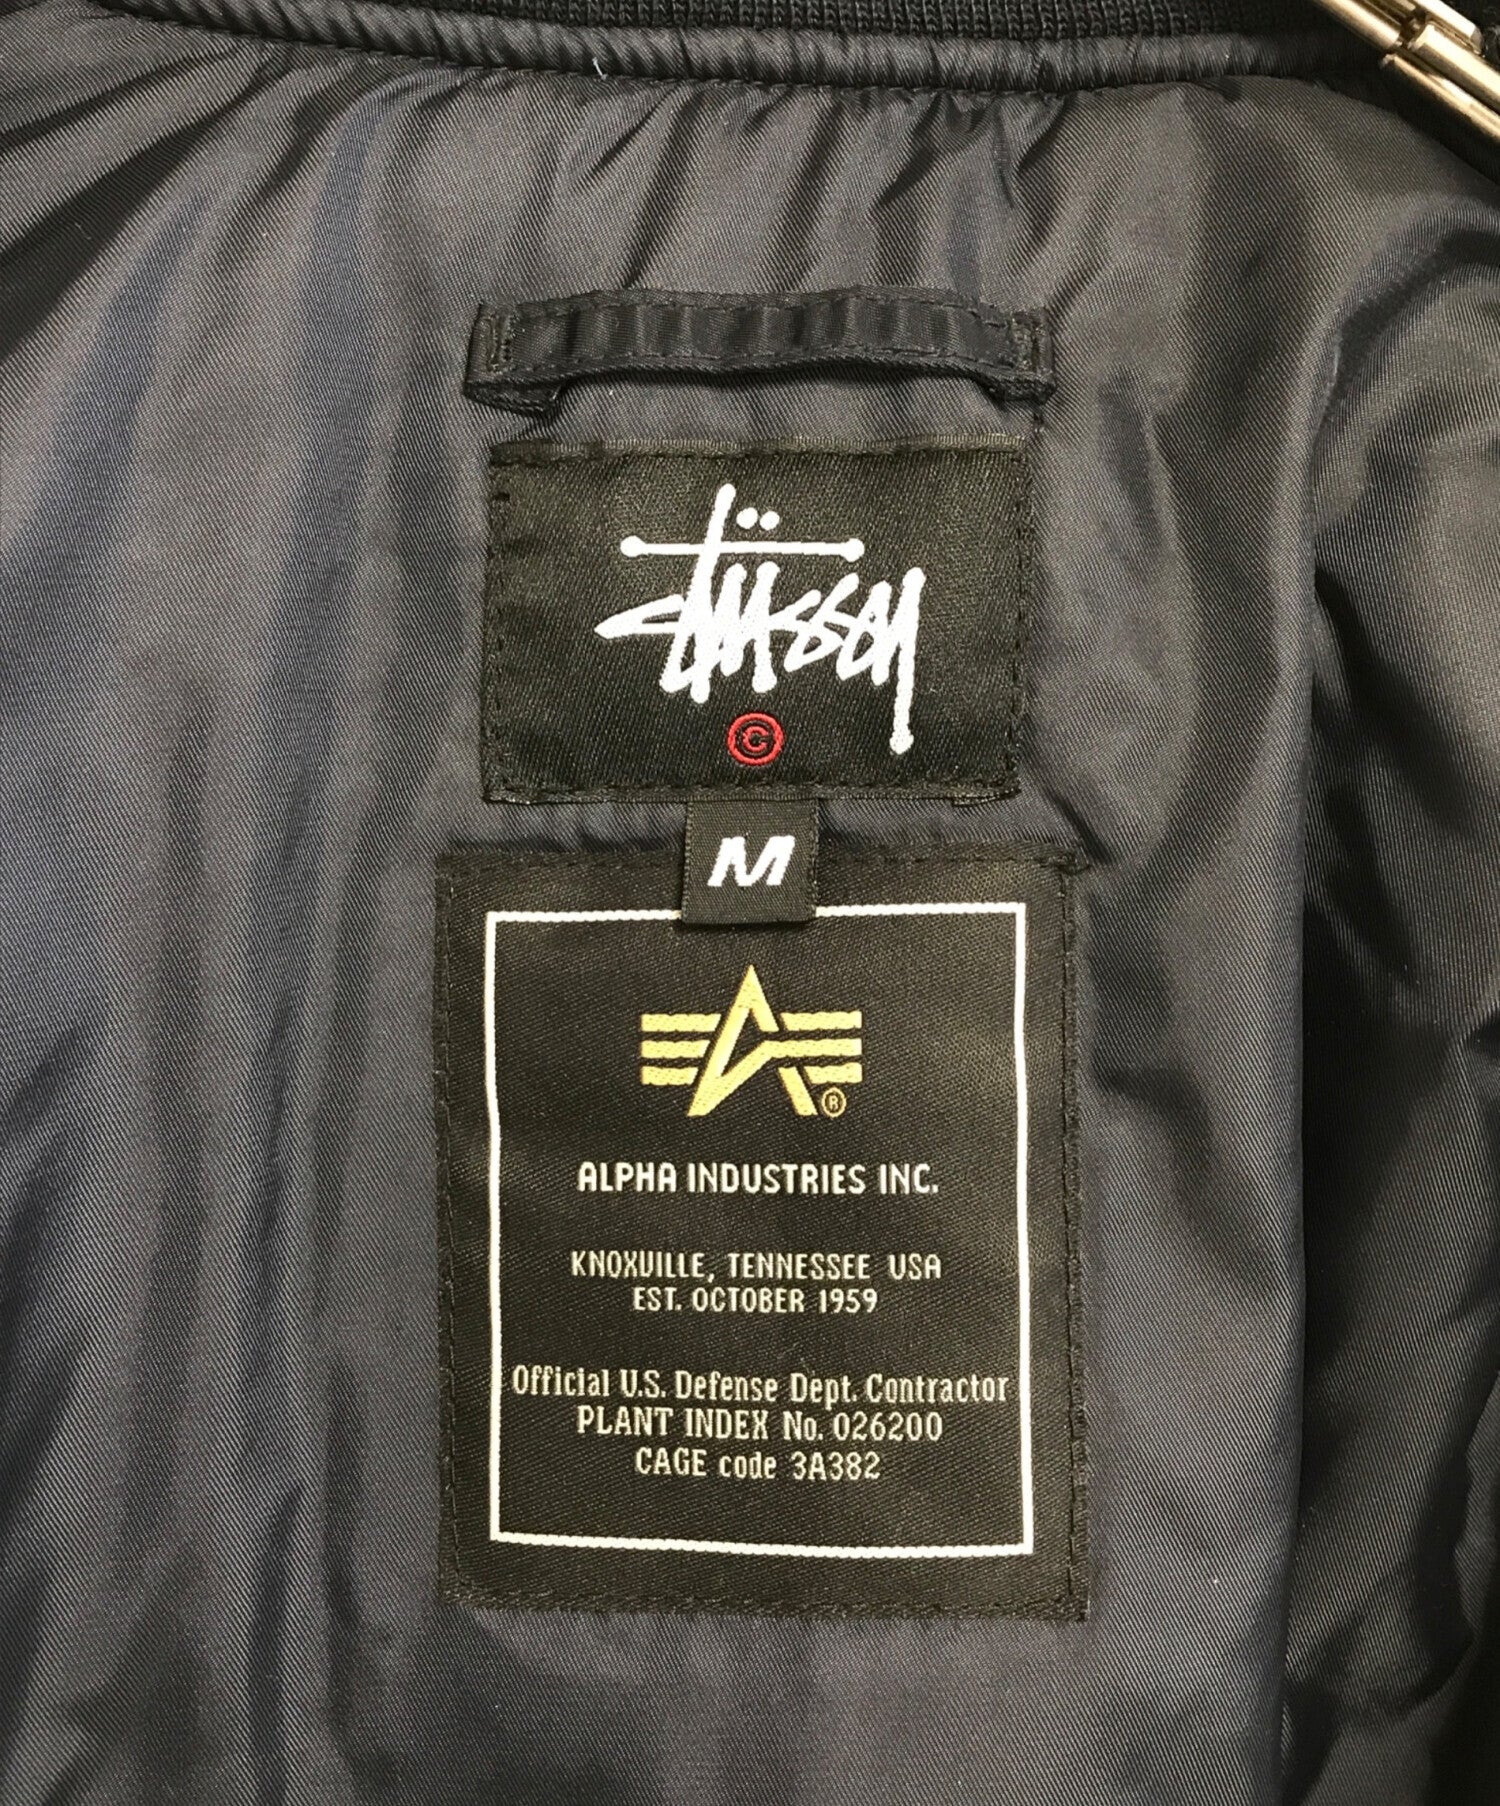 stüssy
©
M
®
ALPHA INDUSTRIES INC.
KNOXVILLE, TENNESSEE USA
EST. OCTOBER 1959
Official U.S. Defense Dept. Contractor
PLANT INDEX No. 026200
CAGE code 3A382